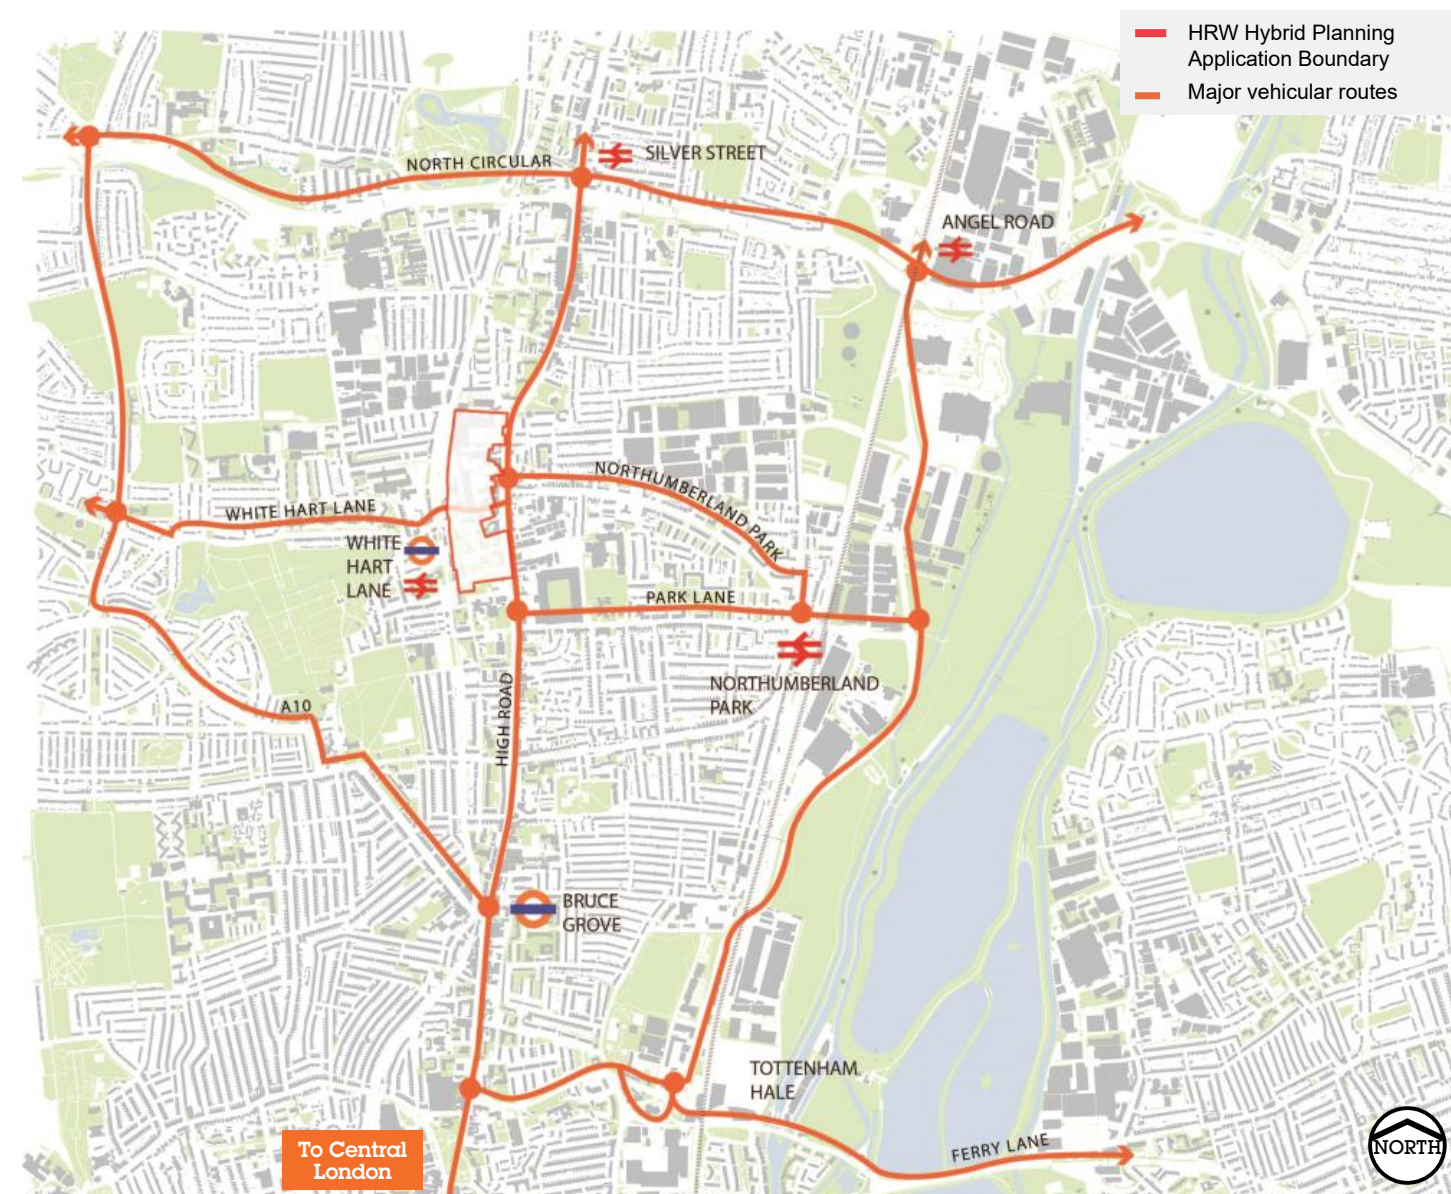 HRW Hybrid Planning
Application Boundary
Major vehicular routes
NORTH CIRCULAR
SILVER STREET
ANGEL ROAD
NORTHUMBERLAND PARK
WHITE HART LANE
WHITE
HART
LANE
PARK LANE
NORTHUMBERLAND
PARK
A10
HIGH ROAD
BRUCE
GROVE
TOTTENHAM
HALE
FERRY LANE
To Central
London
NORTH